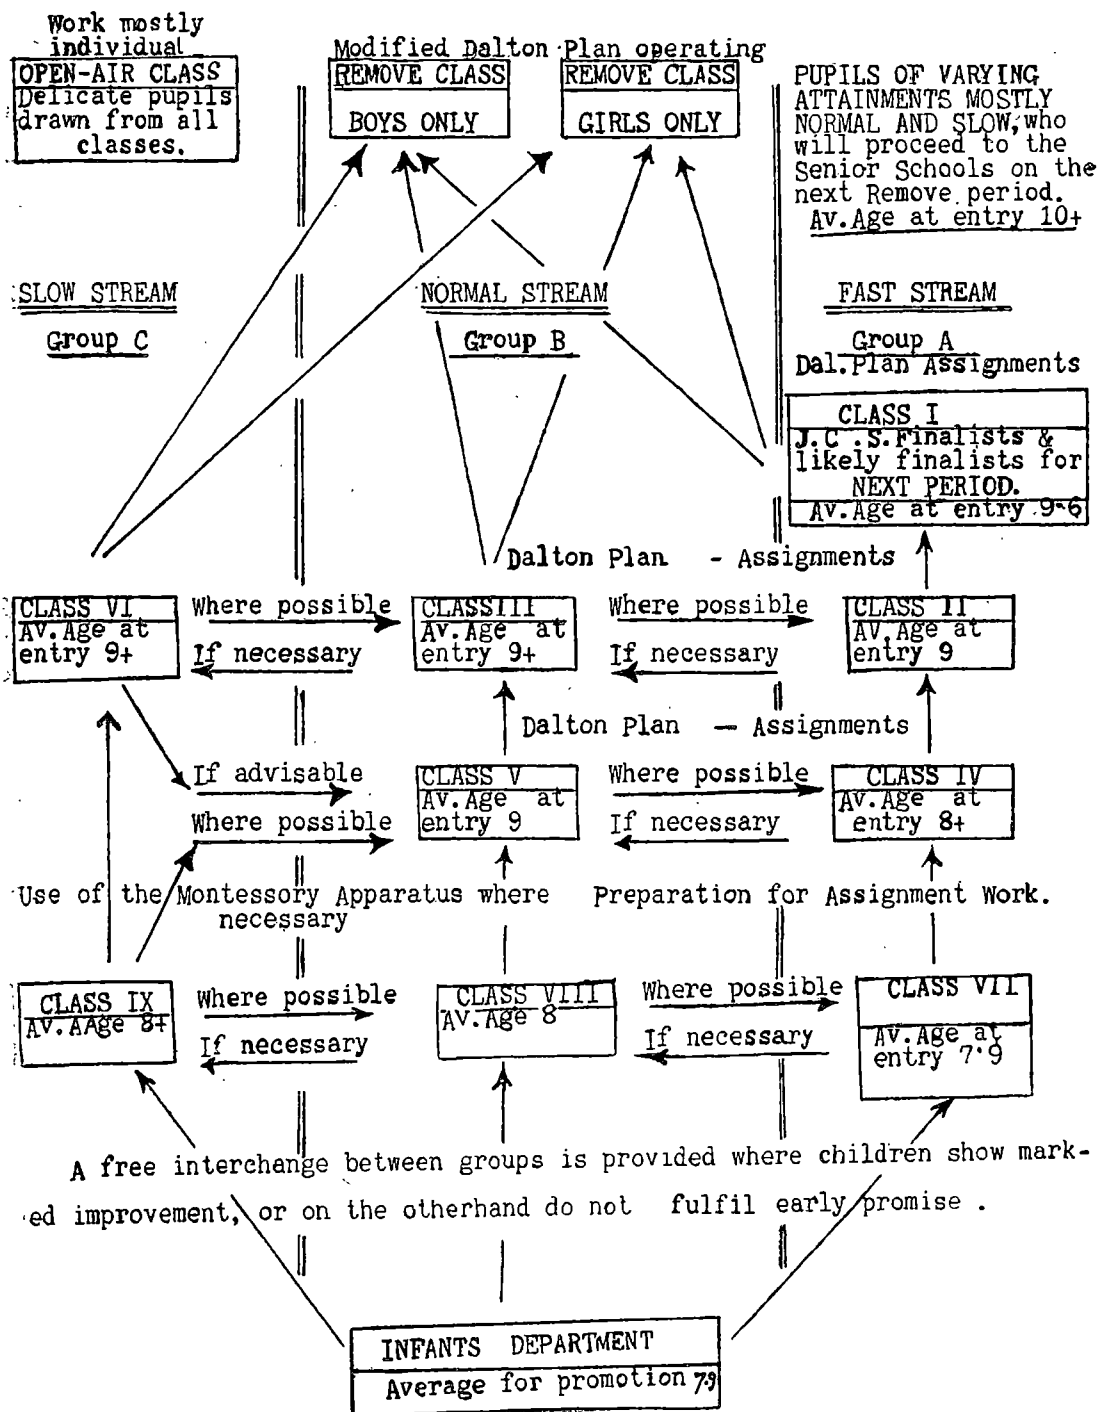 Work mostly
individual
OPEN-AIR CLASS
Delicate pupils
drawn from all
classes.
Modified Dalton Plan operating
REMOVE CLASS
BOYS ONLY
REMOVE CLASS
GIRLS ONLY
PUPILS OF VARYING
ATTAINMENTS MOSTLY
NORMAL AND SLOW, who
will proceed to the
Senior Schools on the
next Remove period.
Av.Age at entry 10+
SLOW STREAM
Group C
NORMAL STREAM
Group B
FAST STREAM
Group A
Dal.Plan Assignments
CLASS I
J.C.S.Finalists &
likely finalists for
NEXT PERIOD.
Av.Age at entry 9-6
Dalton Plan - Assignments
CLASS VI
Av.Age at
entry 9+
Where possible
If necessary
CLASSIII
Av.Age at
entry 9+
Where possible
If necessary
CLASS II
AV.Age at
entry 9
Dalton Plan — Assignments
If advisable
Where possible
CLASS V
Av.Age at
entry 9
Where possible
If necessary
CLASS IV
Av.Age at
entry 8+
Use of the Montessory Apparatus where
necessary
Preparation for Assignment Work.
CLASS IX
Av.AAge 8+
Where possible
If necessary
CLASS VIII
Av.Age 8
Where possible
If necessary
CLASS VII
Av.Age at
entry 7.9
A free interchange between groups is provided where children show mark-
ed improvement, or on the otherhand do not fulfil early promise .
INFANTS DEPARTMENT
Average for promotion 7.9